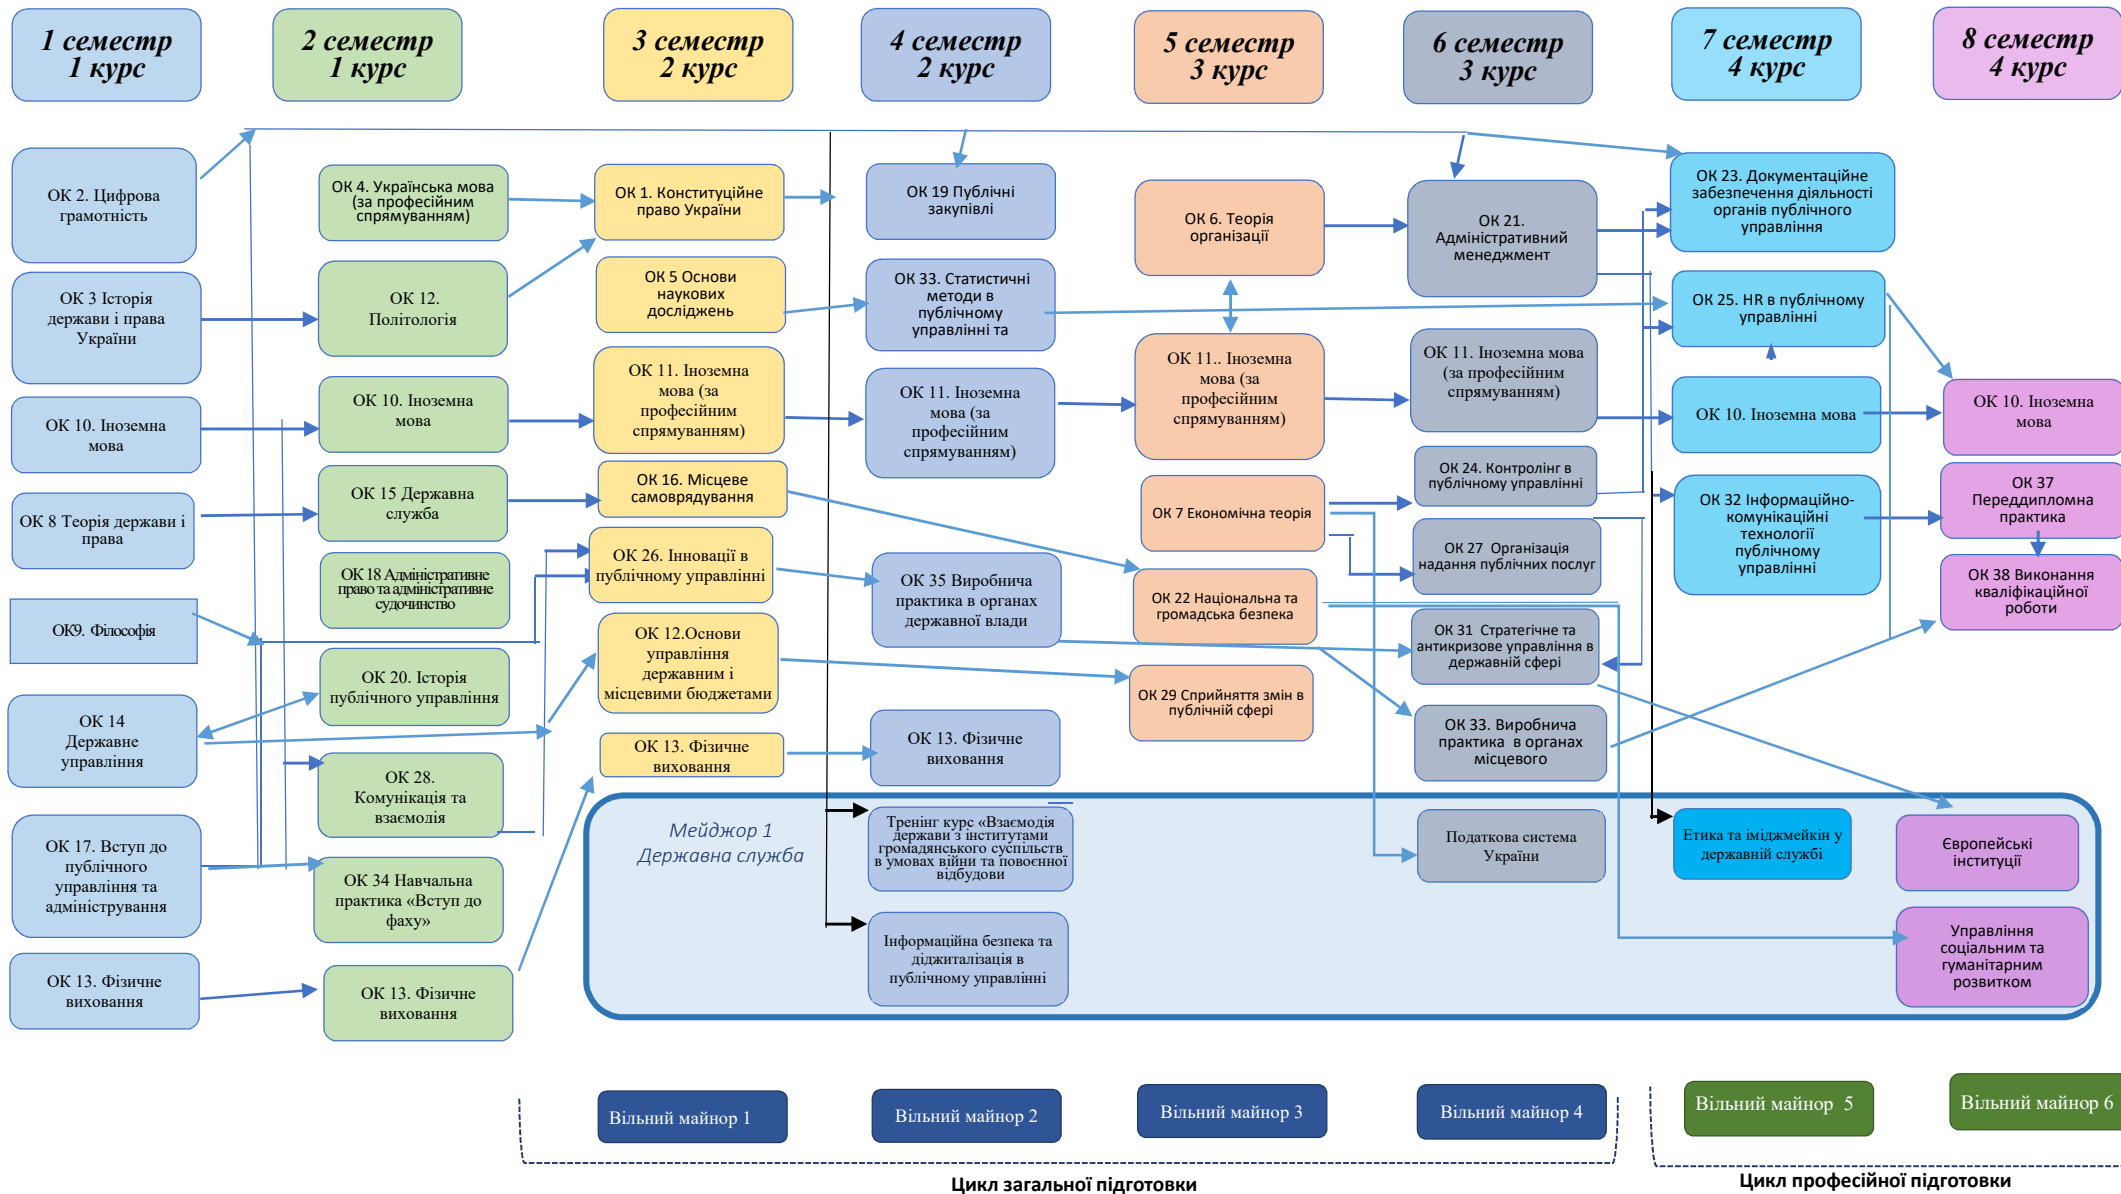 1 семестр
1 курс
2 семестр
1 курс
3 семестр
2 курс
4 семестр
2 курс
5 семестр
3 курс
6 семестр
3 курс
7 семестр
4 курс
8 семестр
4 курс
ОК 2. Цифрова
грамотність
ОК 3 Історія
держави і права
України
ОК 10. Іноземна
мова
ОК 8 Теорія держави і
права
ОК9. Філософія
ОК 14
Державне
управління
ОК 17. Вступ до
публічного
управління та
адміністрування
ОК 13. Фізичне
виховання
ОК 4. Українська мова
(за професійним
спрямуванням)
ОК 12.
Політологія
ОК 10. Іноземна
мова
ОК 15 Державна
служба
ОК 18 Адміністративне
право та адміністративне
судочинство
ОК 20. Історія
публічного управління
ОК 28.
Комунікація та
взаємодія
ОК 34 Навчальна
практика «Вступ до
фаху»
ОК 13. Фізичне
виховання
ОК 1. Конституційне
право України
ОК 5 Основи
наукових
досліджень
ОК 11. Іноземна
мова (за
професійним
спрямуванням)
ОК 16. Місцеве
самоврядування
ОК 26. Інновації в
публічному управлінні
ОК 12.Основи
управління
державним і
місцевими бюджетами
ОК 13. Фізичне
виховання
ОК 19 Публічні
закупівлі
ОК 33. Статистичні
методи в
публічному
управлінні та
ОК 11. Іноземна
мова (за
професійним
спрямуванням)
ОК 35 Виробнича
практика в органах
державної влади
ОК 13. Фізичне
виховання
ОК 6. Теорія
організації
ОК 11.. Іноземна
мова (за
професійним
спрямуванням)
ОК 7 Економічна теорія
ОК 22 Національна та
громадська безпека
ОК 29 Сприйняття змін в
публічній сфері
ОК 21.
Адміністративний
менеджмент
ОК 11. Іноземна мова
(за професійним
спрямуванням)
ОК 24. Контролінг в
публічному управлінні
ОК 27 Організація
надання публічних послуг
ОК 31 Стратегічне та
антикризове управління в
державній сфері
ОК 33. Виробнича
практика в органах
місцевого
ОК 23. Документаційне
забезпечення діяльності
органів публічного
управління
ОК 25. HR в публічному
управлінні
ОК 10. Іноземна мова
ОК 32 Інформаційно-
комунікаційні
технології
публічному
управлінні
ОК 10. Іноземна
мова
ОК 37
Переддипломна
практика
ОК 38 Виконання
кваліфікаційної
роботи
Мейджор 1
Державна служба
Тренінг курс «Взаємодія
держави з інститутами
громадянського суспільств
в умовах війни та повоєнної
відбудови
Інформаційна безпека та
діджиталізація в
публічному управлінні
Податкова система
України
Етика та іміджмейкін у
державній службі
Європейські
інституції
Управління
соціальним та
гуманітарним
розвитком
Вільний майнор 1
Вільний майнор 2
Вільний майнор 3
Вільний майнор 4
Вільний майнор 5
Вільний майнор 6
Цикл загальної підготовки
Цикл професійної підготовки